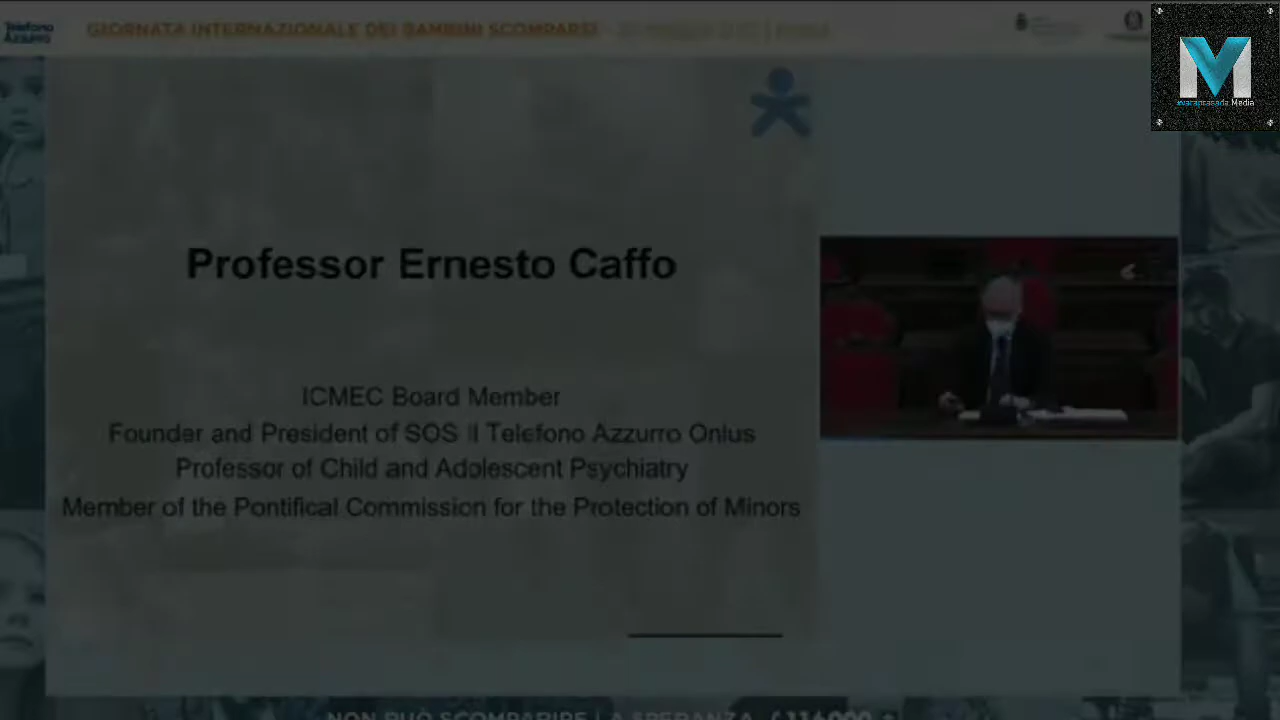 Telefono
Azzurro
GIORNATA INTERNAZIONALE DEI BAMBINI SCOMPARSI
Professor Ernesto Caffo
ICMEC Board Member
Founder and President of SOS Il Telefono Azzurro Onlus
Professor of Child and Adolescent Psychiatry
Member of the Pontifical Commission for the Protection of Minors
Media
NON PUÒ SCOMPARIRE LA SPERANZA. 116000